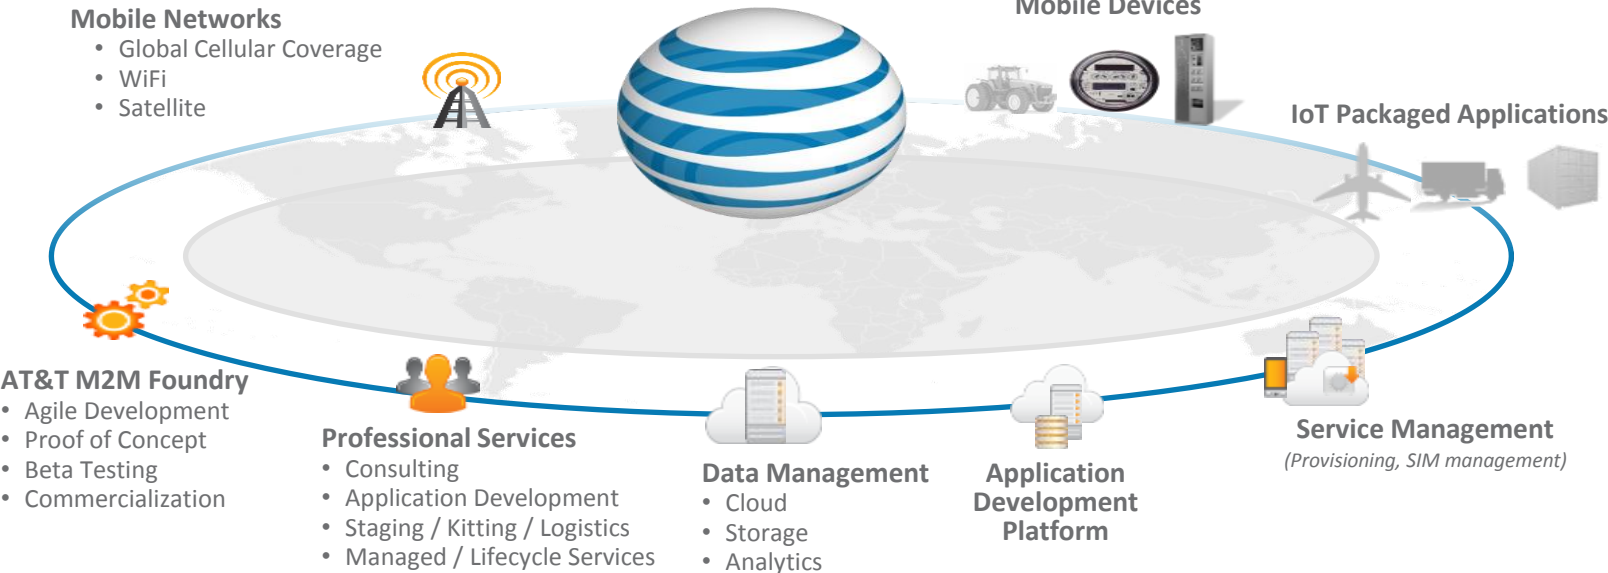 Mobile Networks
• Global Cellular Coverage
• WiFi
• Satellite
Mobile Devices
IoT Packaged Applications
AT&T M2M Foundry
• Agile Development
• Proof of Concept
• Beta Testing
• Commercialization
Professional Services
• Consulting
• Application Development
• Staging / Kitting / Logistics
• Managed / Lifecycle Services
Data Management
• Cloud
• Storage
• Analytics
Application
Development
Platform
Service Management
(Provisioning, SIM management)